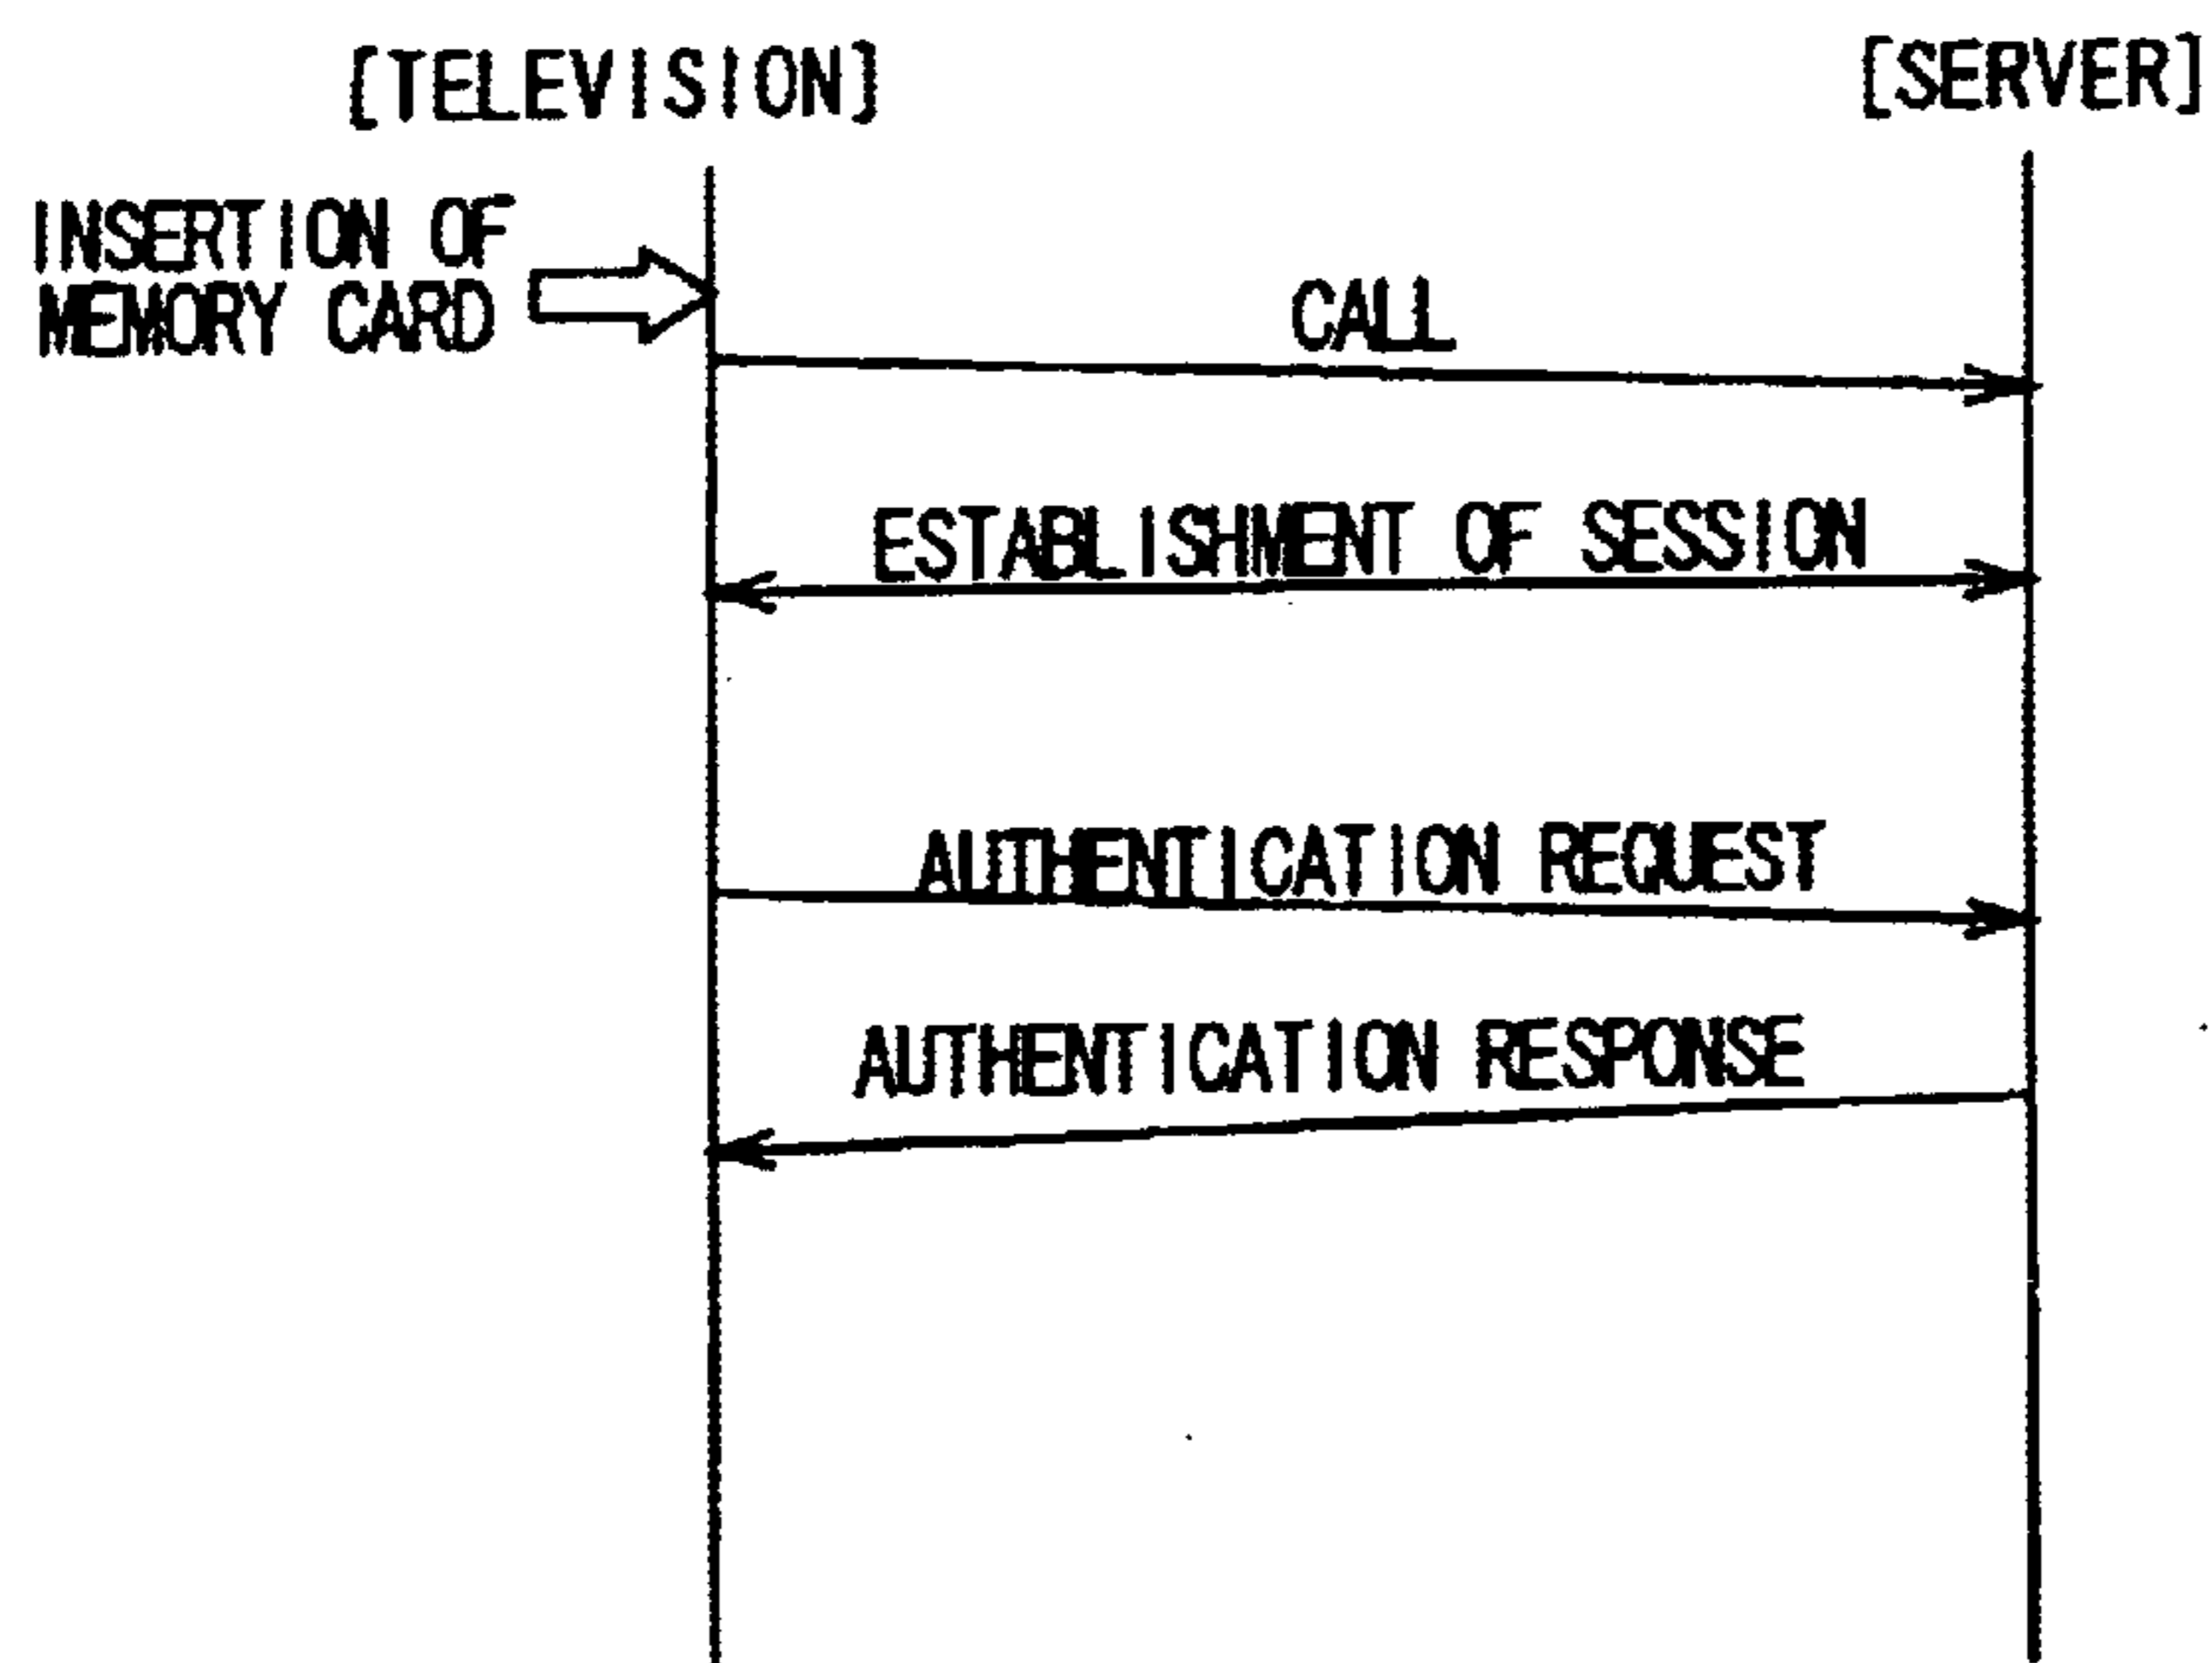 [TELEVISION]
[SERVER]
INSERTION OF
MEMORY CARD
CALL
ESTABLISHMENT OF SESSION
AUTHENTICATION REQUEST
AUTHENTICATION RESPONSE